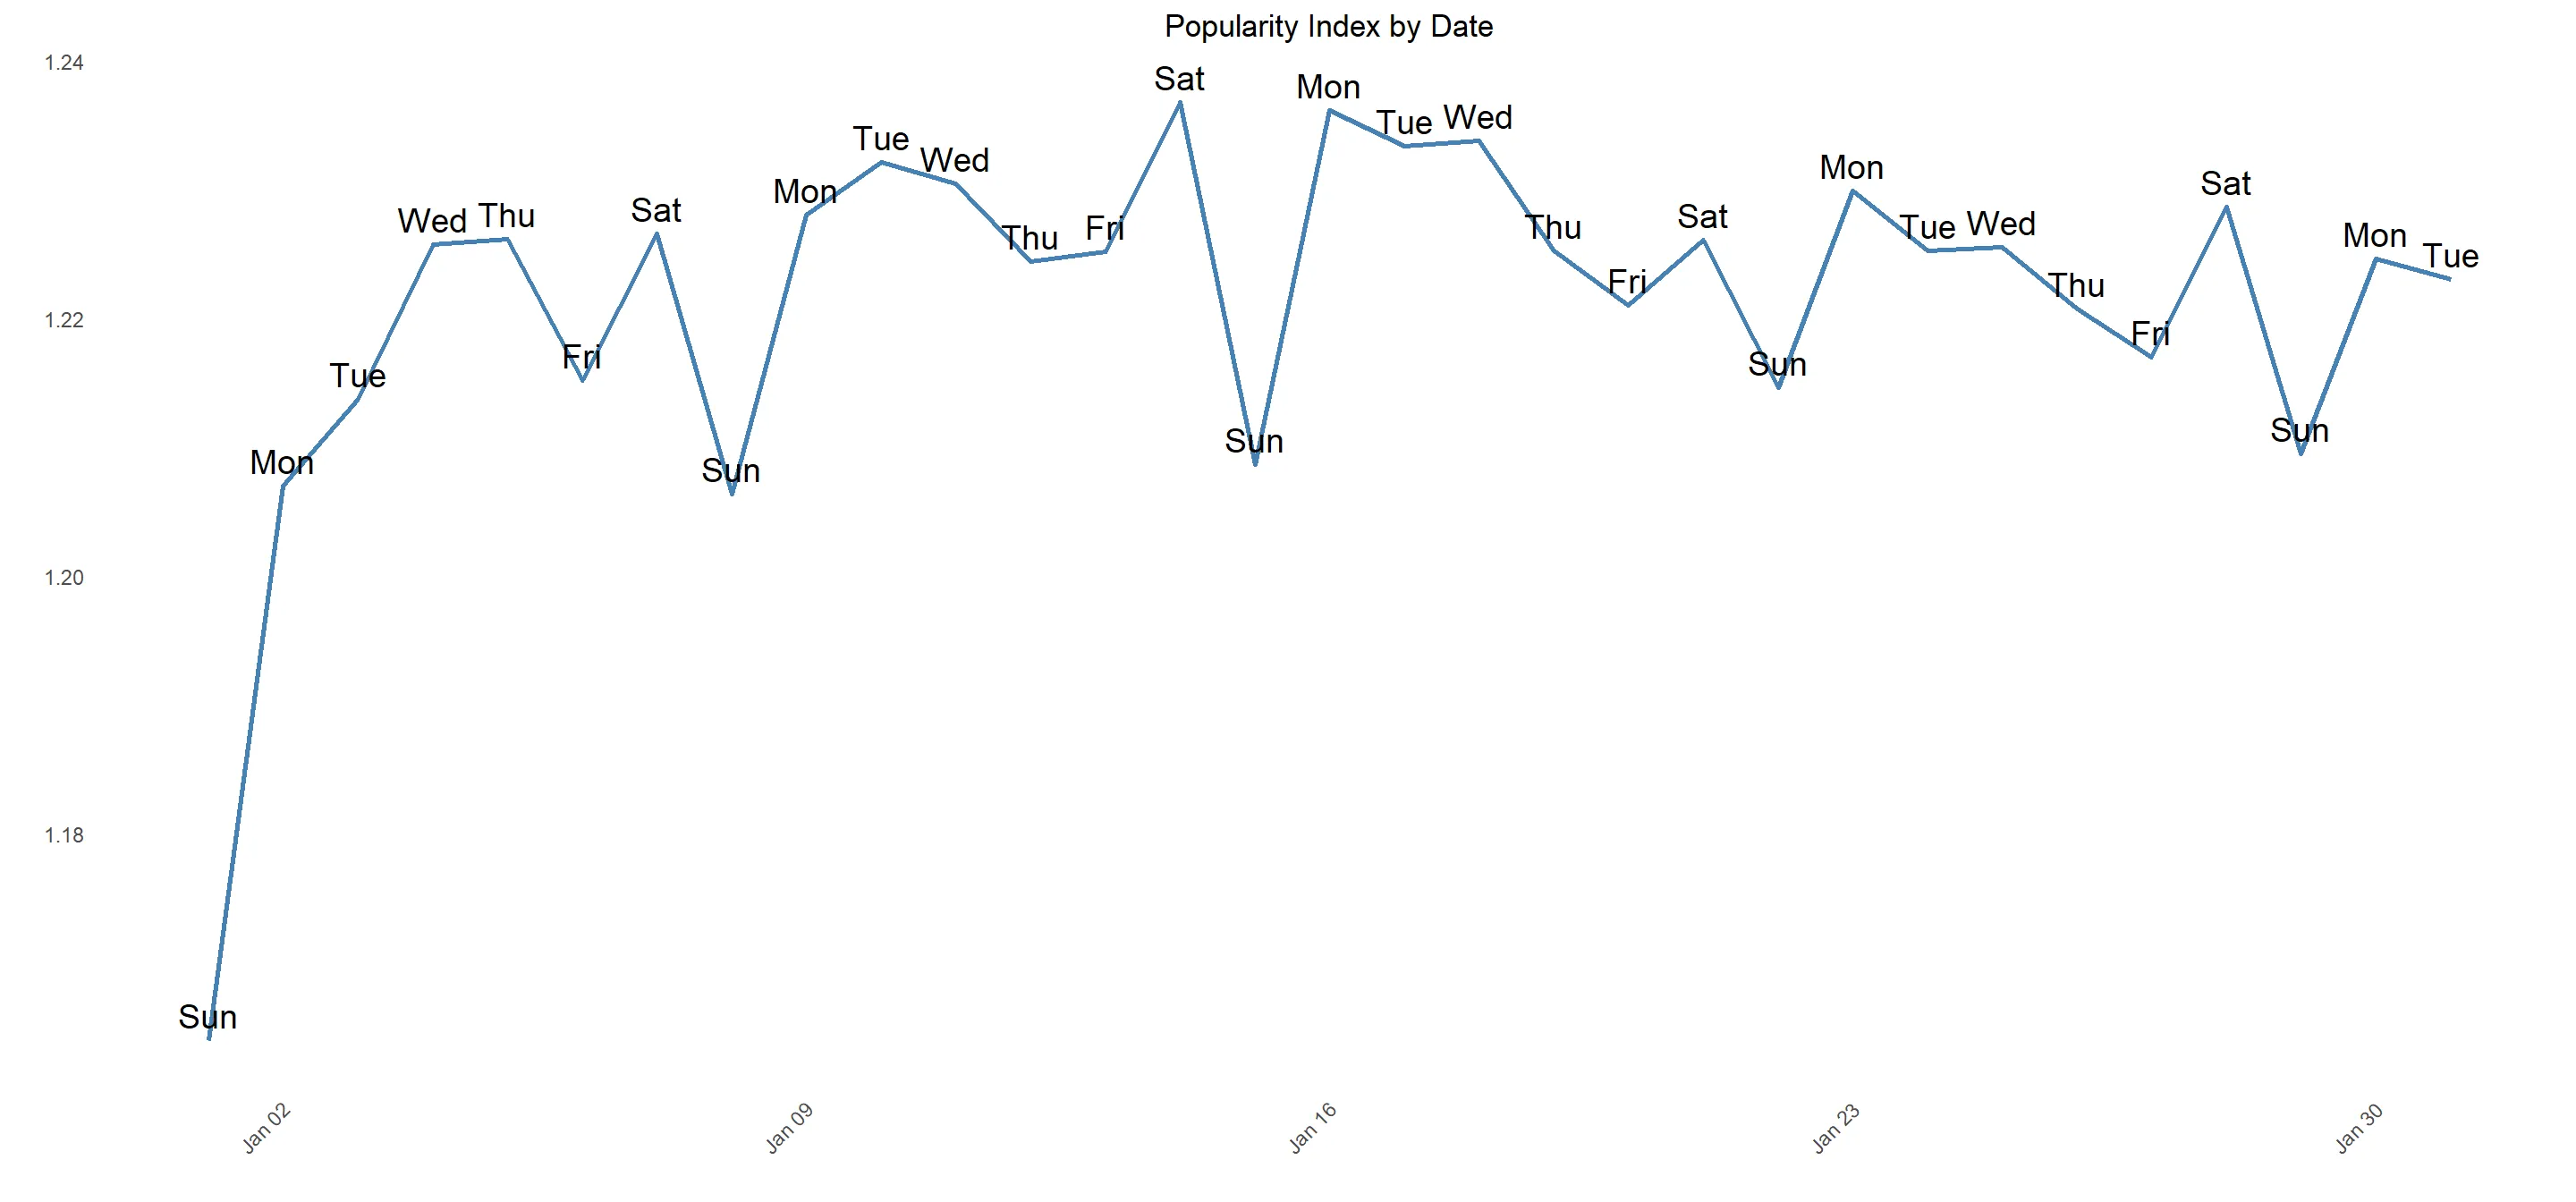 Popularity Index by Date
1.24
1.22
1.20
1.18
Sun
Mon
Tue
Wed
Thu
Fri
Sat
Sun
Mon
Tue
Wed
Thu
Fri
Sat
Sun
Mon
Tue
Wed
Thu
Fri
Sat
Sun
Mon
Tue
Wed
Thu
Fri
Sat
Sun
Mon
Tue
Jan 02
Jan 09
Jan 16
Jan 23
Jan 30